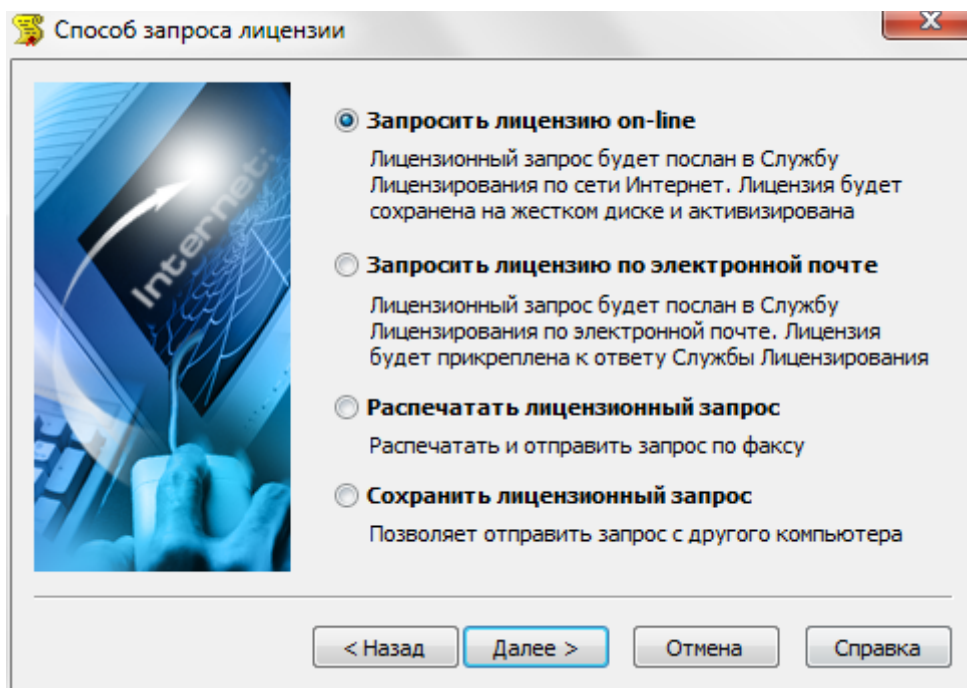 Способ запроса лицензии
Запросить лицензию on-line
Лицензионный запрос будет послан в Службу
Лицензирования по сети Интернет. Лицензия будет
сохранена на жестком диске и активизирована
Internet:
Запросить лицензию по электронной почте
Лицензионный запрос будет послан в Службу
Лицензирования по электронной почте. Лицензия
будет прикреплена к ответу Службы Лицензирования
Распечатать лицензионный запрос
Распечатать и отправить запрос по факсу
Сохранить лицензионный запрос
Позволяет отправить запрос с другого компьютера
< Назад Далее > Отмена Справка